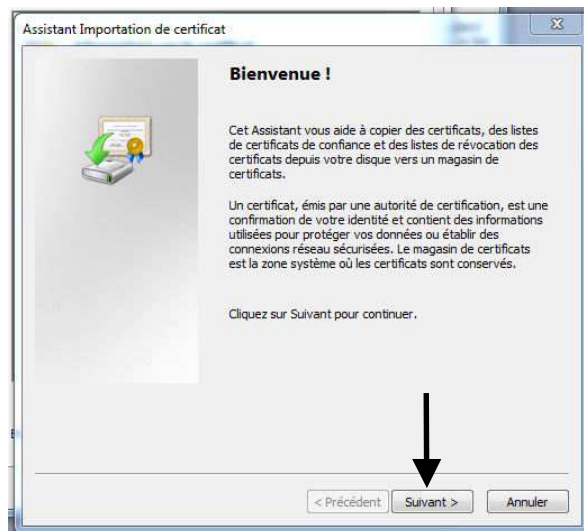 Assistant Importation de certificat
Bienvenue !
Cet Assistant vous aide à copier des certificats, des listes
de certificats de confiance et des listes de révocation des
certificats depuis votre disque vers un magasin de
certificats.
Un certificat, émis par une autorité de certification, est une
confirmation de votre identité et contient des informations
utilisées pour protéger vos données ou établir des
connexions réseau sécurisées. Le magasin de certificats
est la zone système où les certificats sont conservés.
Cliquez sur Suivant pour continuer.
< Précédent Suivant > Annuler